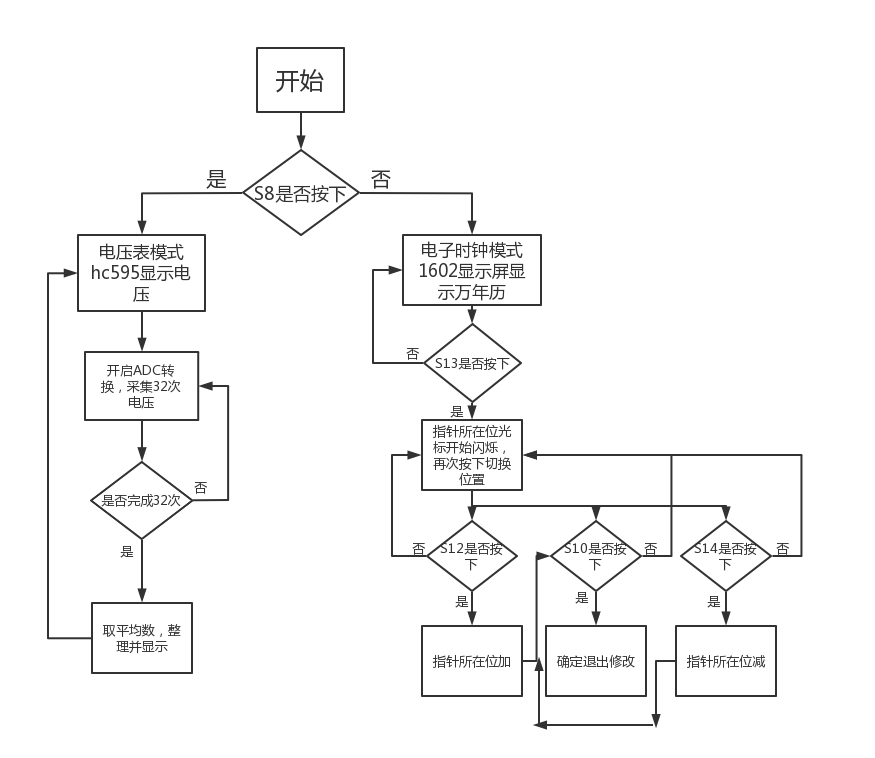 开始
是
否
S8是否按下
电压表模式
hc595显示电
压
电子时钟模式
1602显示屏显
示万年历
否
S13是否按下
开启ADC转
换，采集32次
电压
是
指针所在位光
标开始闪烁，
再次按下切换
位置
否
是否完成32次
是
否
S12是否按
下
S10是否按
下
否
S14是否按
下
否
是
是
是
取平均数，整
理并显示
指针所在位加
确定退出修改
指针所在位减